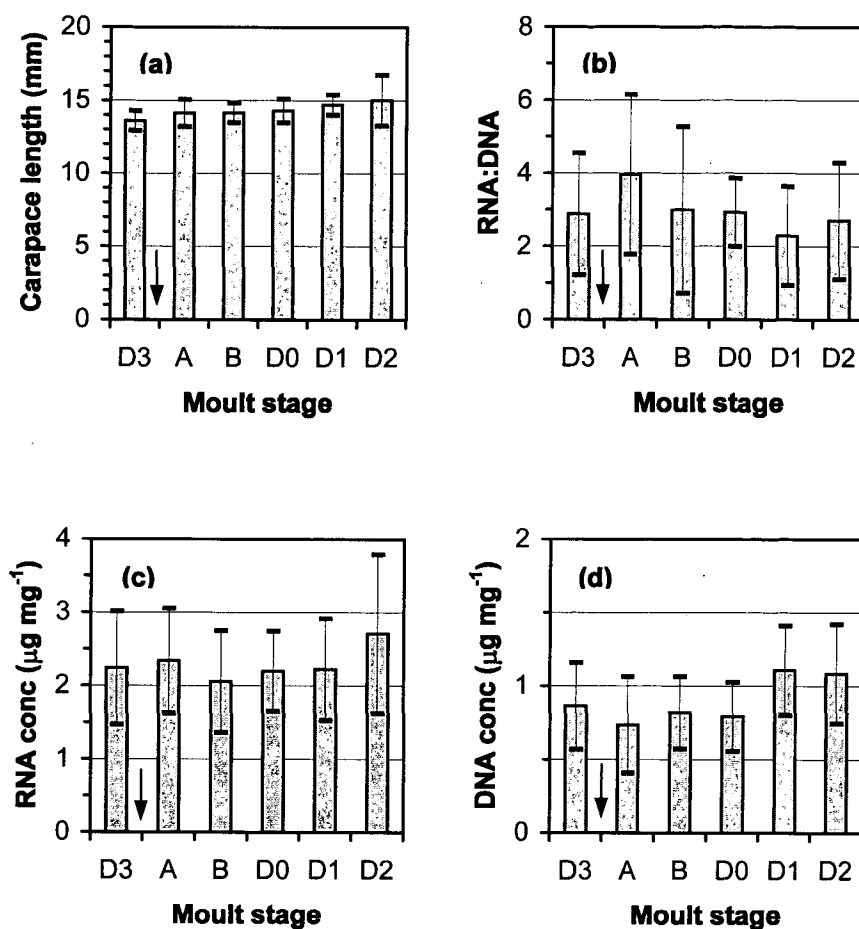 (a)
Carapace length (mm)
20
15
10
5
0
D3 A B D0 D1 D2
Moult stage
(b)
RNA:DNA
8
6
4
2
0
D3 A B D0 D1 D2
Moult stage
(c)
RNA conc (µg mg⁻¹)
4
3
2
1
0
D3 A B D0 D1 D2
Moult stage
(d)
DNA conc (µg mg⁻¹)
2
1
0
D3 A B D0 D1 D2
Moult stage